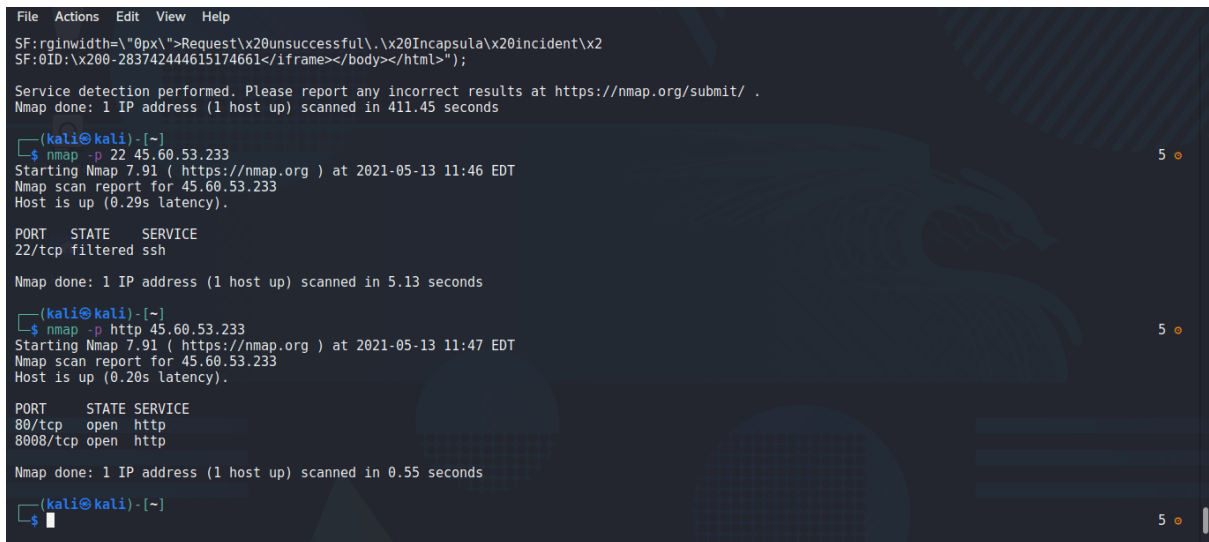 File Actions Edit View Help
SF:rginwidth=\"0px\">Request\x20unsuccessful\.\x20Incapsula\x20incident\x2
SF:0ID:\x200-283742444615174661</iframe></body></html>");
Service detection performed. Please report any incorrect results at https://nmap.org/submit/ .
Nmap done: 1 IP address (1 host up) scanned in 411.45 seconds
┌──(kali㉿kali)-[~]
└─$ nmap -p 22 45.60.53.233 5 ⚙
Starting Nmap 7.91 ( https://nmap.org ) at 2021-05-13 11:46 EDT
Nmap scan report for 45.60.53.233
Host is up (0.29s latency).
PORT STATE SERVICE
22/tcp filtered ssh
Nmap done: 1 IP address (1 host up) scanned in 5.13 seconds
┌──(kali㉿kali)-[~]
└─$ nmap -p http 45.60.53.233 5 ⚙
Starting Nmap 7.91 ( https://nmap.org ) at 2021-05-13 11:47 EDT
Nmap scan report for 45.60.53.233
Host is up (0.20s latency).
PORT STATE SERVICE
80/tcp open http
8008/tcp open http
Nmap done: 1 IP address (1 host up) scanned in 0.55 seconds
┌──(kali㉿kali)-[~]
└─$ 5 ⚙